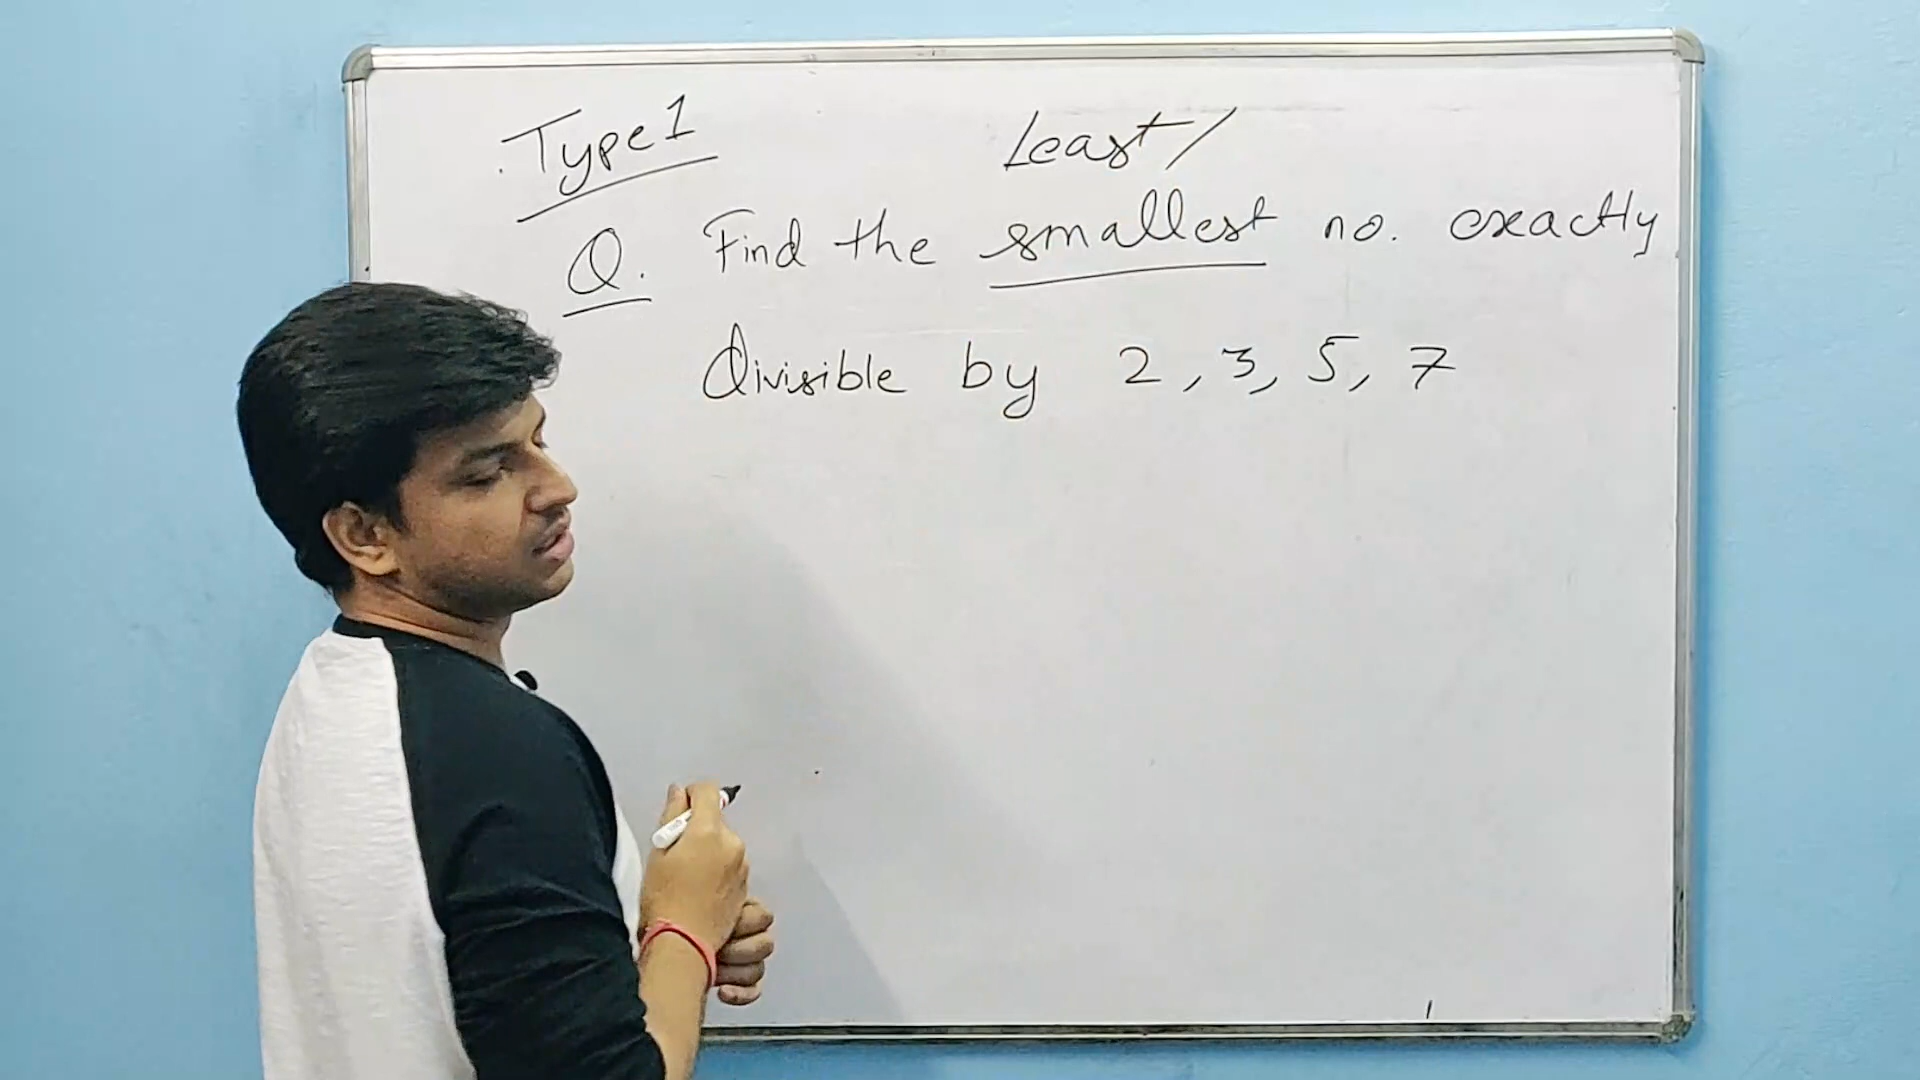 Type 1
Least/
Q. Find the smallest no. exactly
divisible by 2, 3, 5, 7